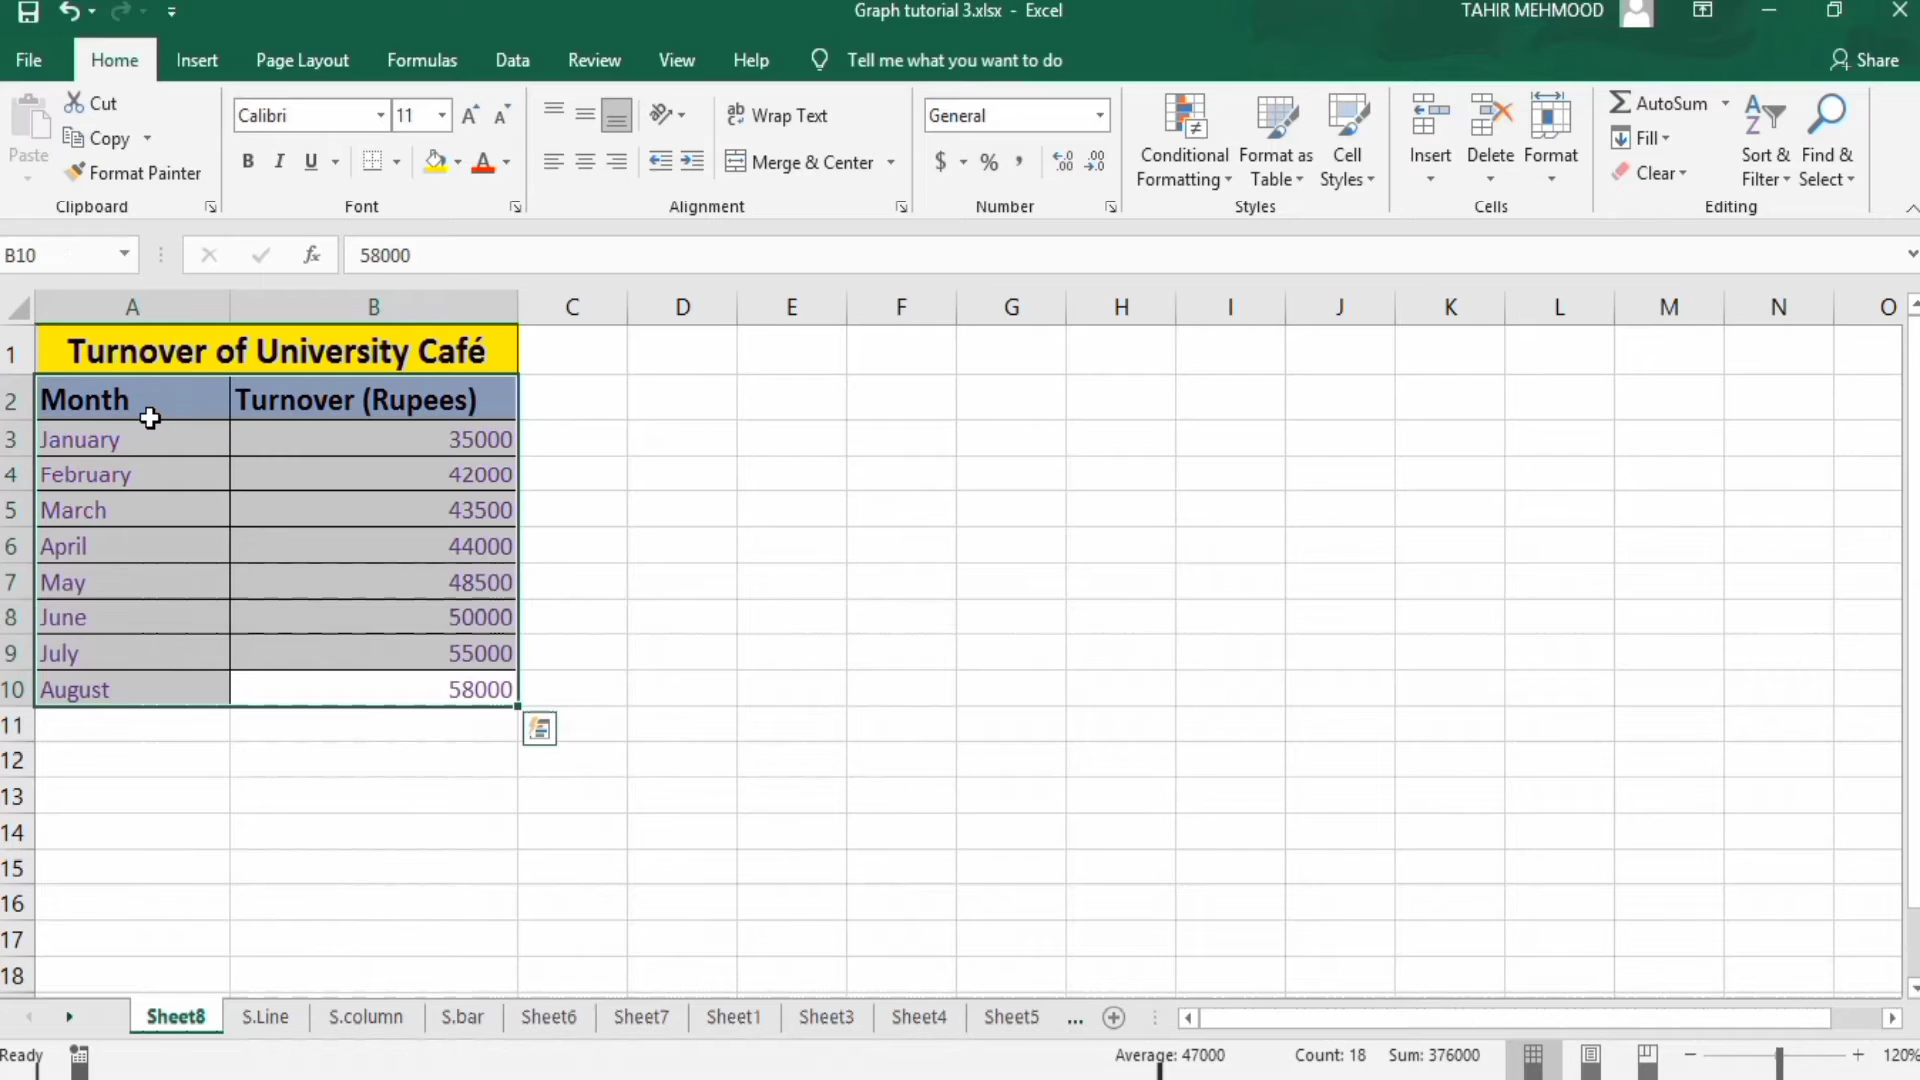 Graph tutorial 3.xlsx - Excel
TAHIR MEHMOOD
File Home Insert Page Layout Formulas Data Review View Help Tell me what you want to do Share
Paste
Cut
Copy
Format Painter
Clipboard
Calibri 11 A A
B I U A
Font
ab Wrap Text
Merge & Center
Alignment
General
$ % ,
Number
Conditional Formatting
Format as Table
Cell Styles
Styles
Insert Delete Format
Cells
AutoSum
Fill
Clear
Sort & Filter
Find & Select
Editing
B10 fx 58000
A B C D E F G H I J K L M N O
1 Turnover of University Café
2 Month Turnover (Rupees)
3 January 35000
4 February 42000
5 March 43500
6 April 44000
7 May 48500
8 June 50000
9 July 55000
10 August 58000
11
12
13
14
15
16
17
18
Sheet8 S.Line S.column S.bar Sheet6 Sheet7 Sheet1 Sheet3 Sheet4 Sheet5 ...
Ready Average: 47000 Count: 18 Sum: 376000 120%